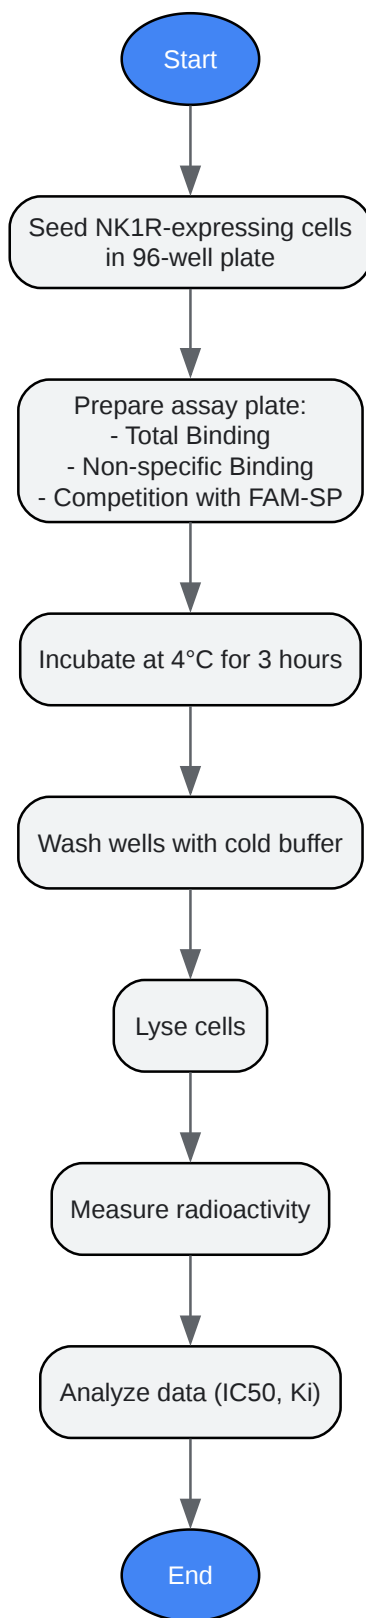 Start
Seed NK1R-expressing cells
in 96-well plate
Prepare assay plate:
- Total Binding
- Non-specific Binding
- Competition with FAM-SP
Incubate at 4°C for 3 hours
Wash wells with cold buffer
Lyse cells
Measure radioactivity
Analyze data (IC50, Ki)
End